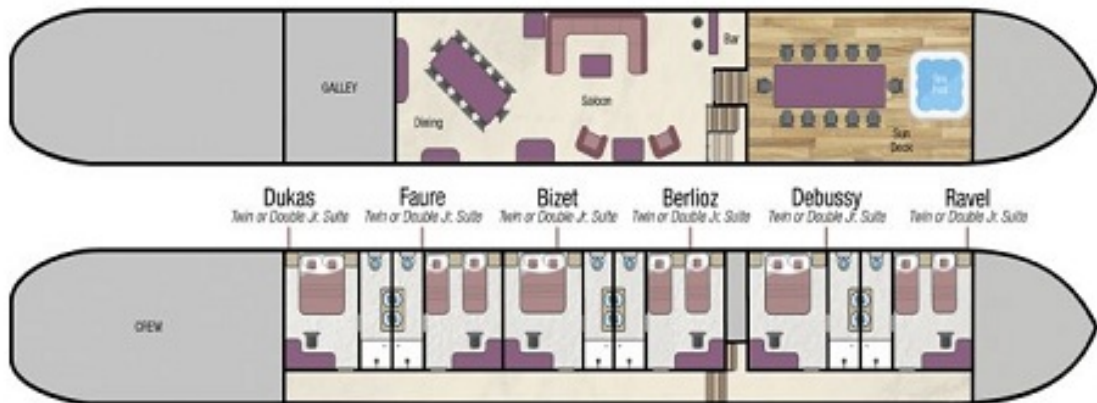 GALLEY
Dining
Saloon
Bar
Sun
Deck
Dukas
Twin or Double Jr. Suite
Faure
Twin or Double Jr. Suite
Bizet
Twin or Double Jr. Suite
Berlioz
Twin or Double Jr. Suite
Debussy
Twin or Double Jr. Suite
Ravel
Twin or Double Jr. Suite
CREW